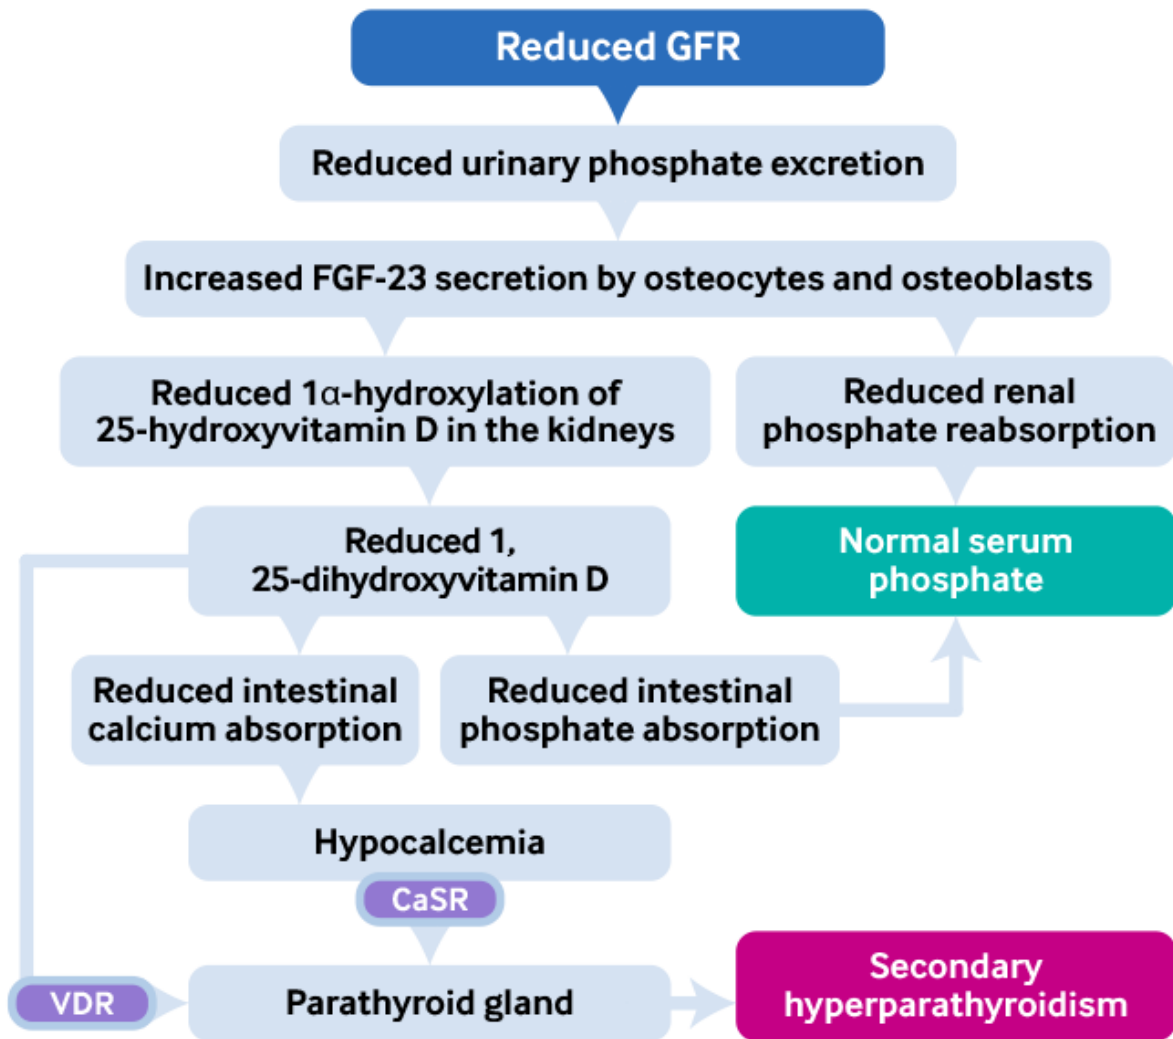 Reduced GFR
Reduced urinary phosphate excretion
Increased FGF-23 secretion by osteocytes and osteoblasts
Reduced 1α-hydroxylation of
25-hydroxyvitamin D in the kidneys
Reduced renal
phosphate reabsorption
Reduced 1,
25-dihydroxyvitamin D
Normal serum
phosphate
Reduced intestinal
calcium absorption
Reduced intestinal
phosphate absorption
Hypocalcemia
CaSR
VDR
Parathyroid gland
Secondary
hyperparathyroidism